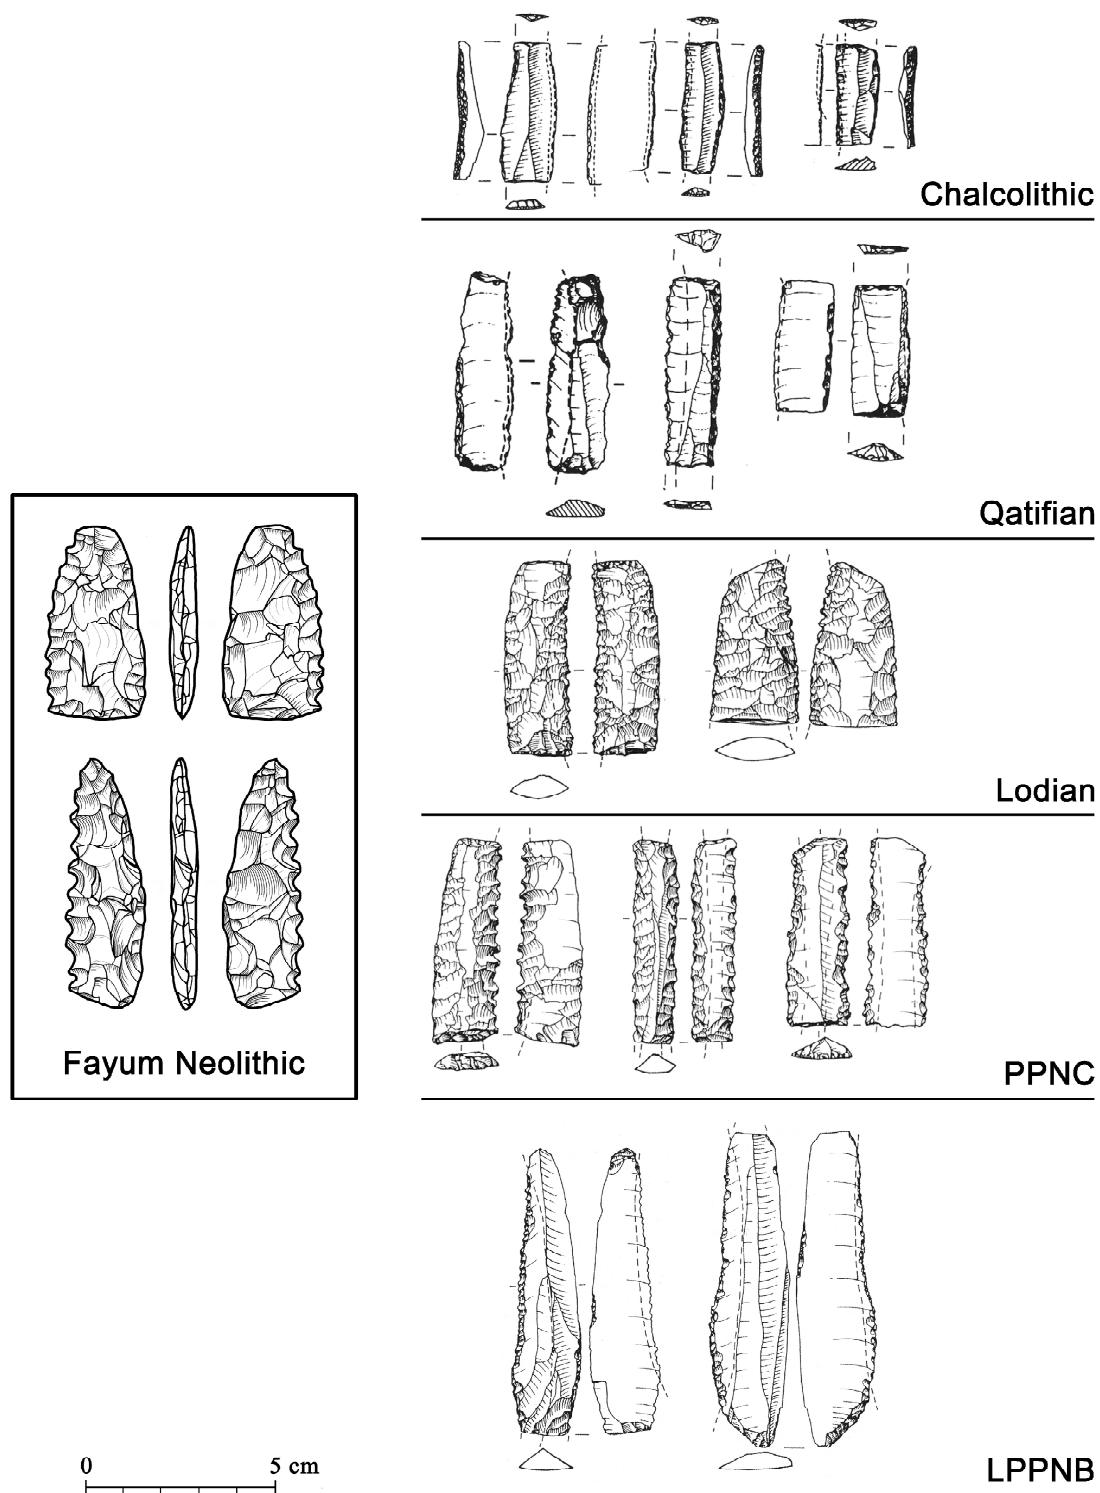 Chalcolithic
Qatifian
Lodian
Fayum Neolithic
PPNC
LPPNB
0 5 cm